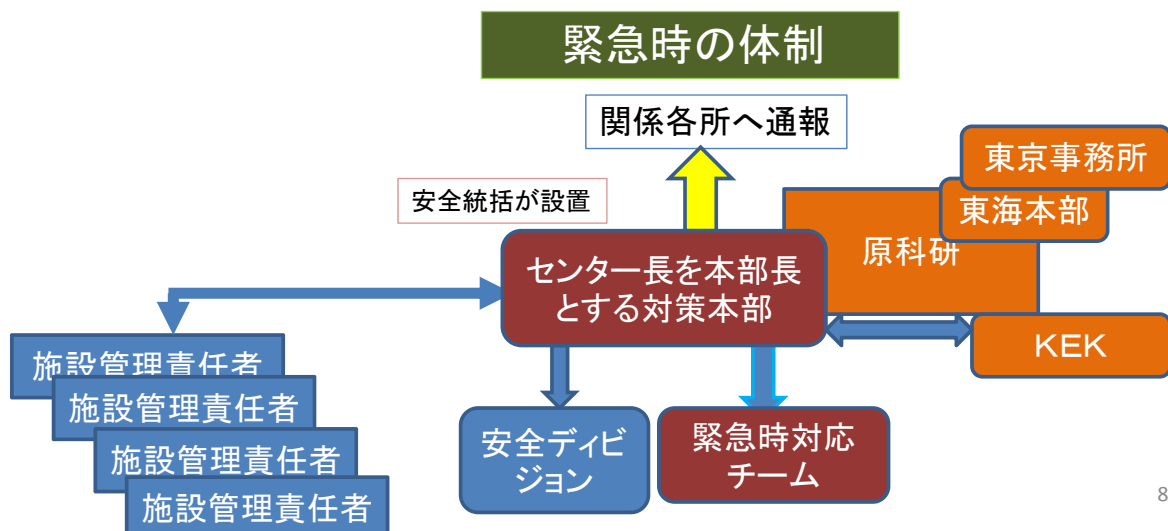 緊急時の体制
関係各所へ通報
東京事務所
東海本部
安全統括が設置
原科研
センター長を本部長
とする対策本部
KEK
施設管理責任者
施設管理責任者
施設管理責任者
施設管理責任者
安全ディビ
ジョン
緊急時対応
チーム
8